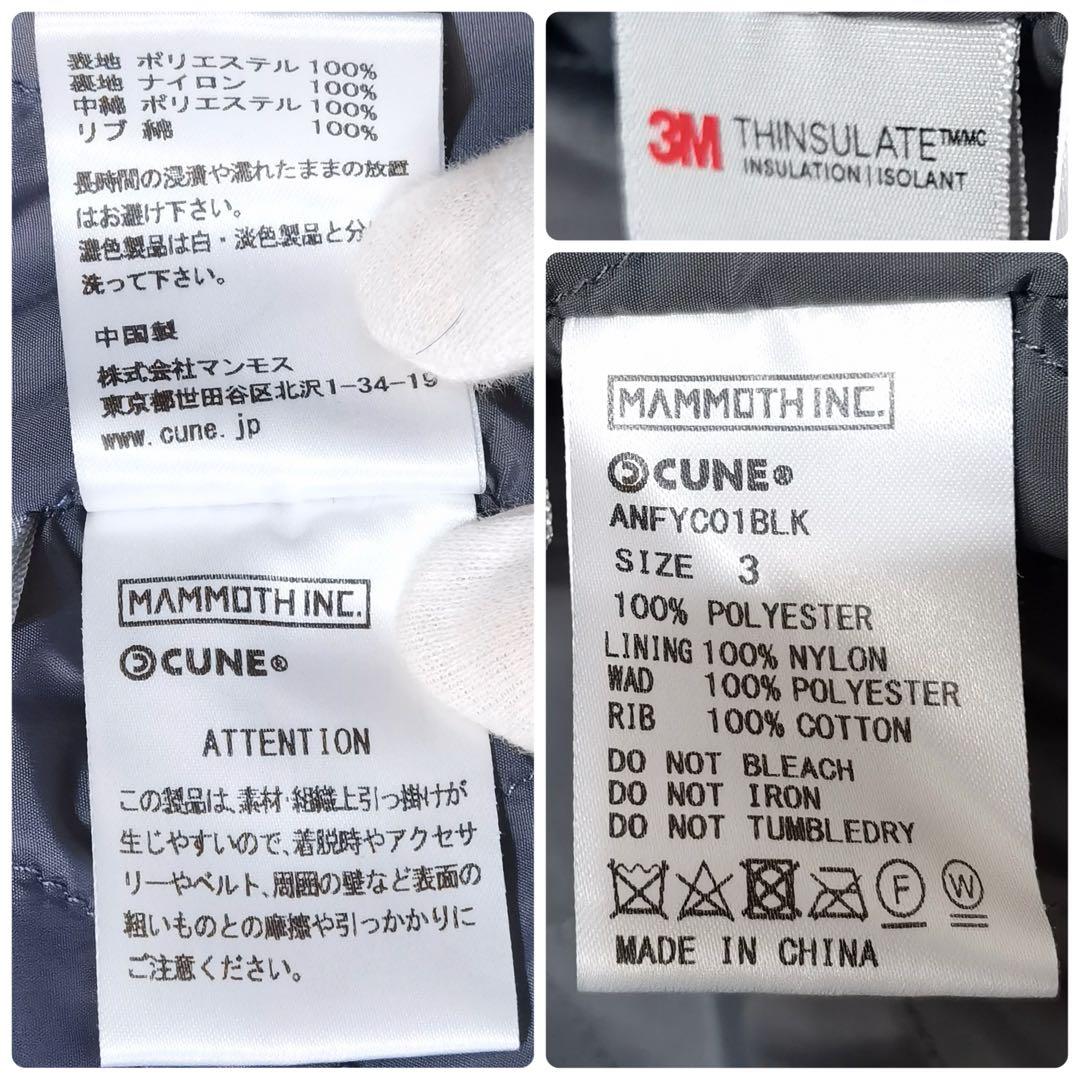 表地 ポリエステル 100%
裏地 ナイロン 100%
中綿 ポリエステル 100%
リブ 綿 100%
長時間の浸漬や濡れたままの放置
はお避け下さい。
濃色製品は白・淡色製品と分
洗って下さい。
中国製
株式会社マンモス
東京都世田谷区北沢1-34-19
www.cune.jp
MAMMOTH INC.
CUNE®
ATTENTION
この製品は、素材・組織上引っ掛けが
生じやすいので、着脱時やアクセサ
リーやベルト、周囲の壁など表面の
粗いものとの摩擦や引っかかりに
ご注意ください。
3M THINSULATE™/MC
INSULATION | ISOLANT
MAMMOTH INC.
CUNE®
ANFYC01BLK
SIZE 3
100% POLYESTER
LINING 100% NYLON
WAD 100% POLYESTER
RIB 100% COTTON
DO NOT BLEACH
DO NOT IRON
DO NOT TUMBLEDRY
F W
MADE IN CHINA